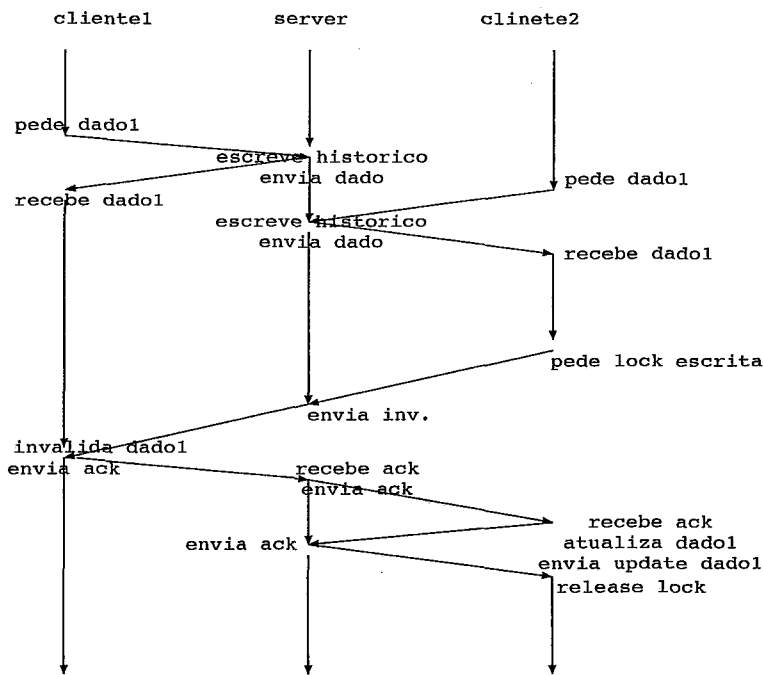 cliente1 server clinete2
pede dado1
escreve historico
envia dado
pede dado1
recebe dado1
escreve historico
envia dado
recebe dado1
pede lock escrita
envia inv.
invalida dado1
envia ack
recebe ack
envia ack
recebe ack
envia ack
atualiza dado1
envia update dado1
release lock